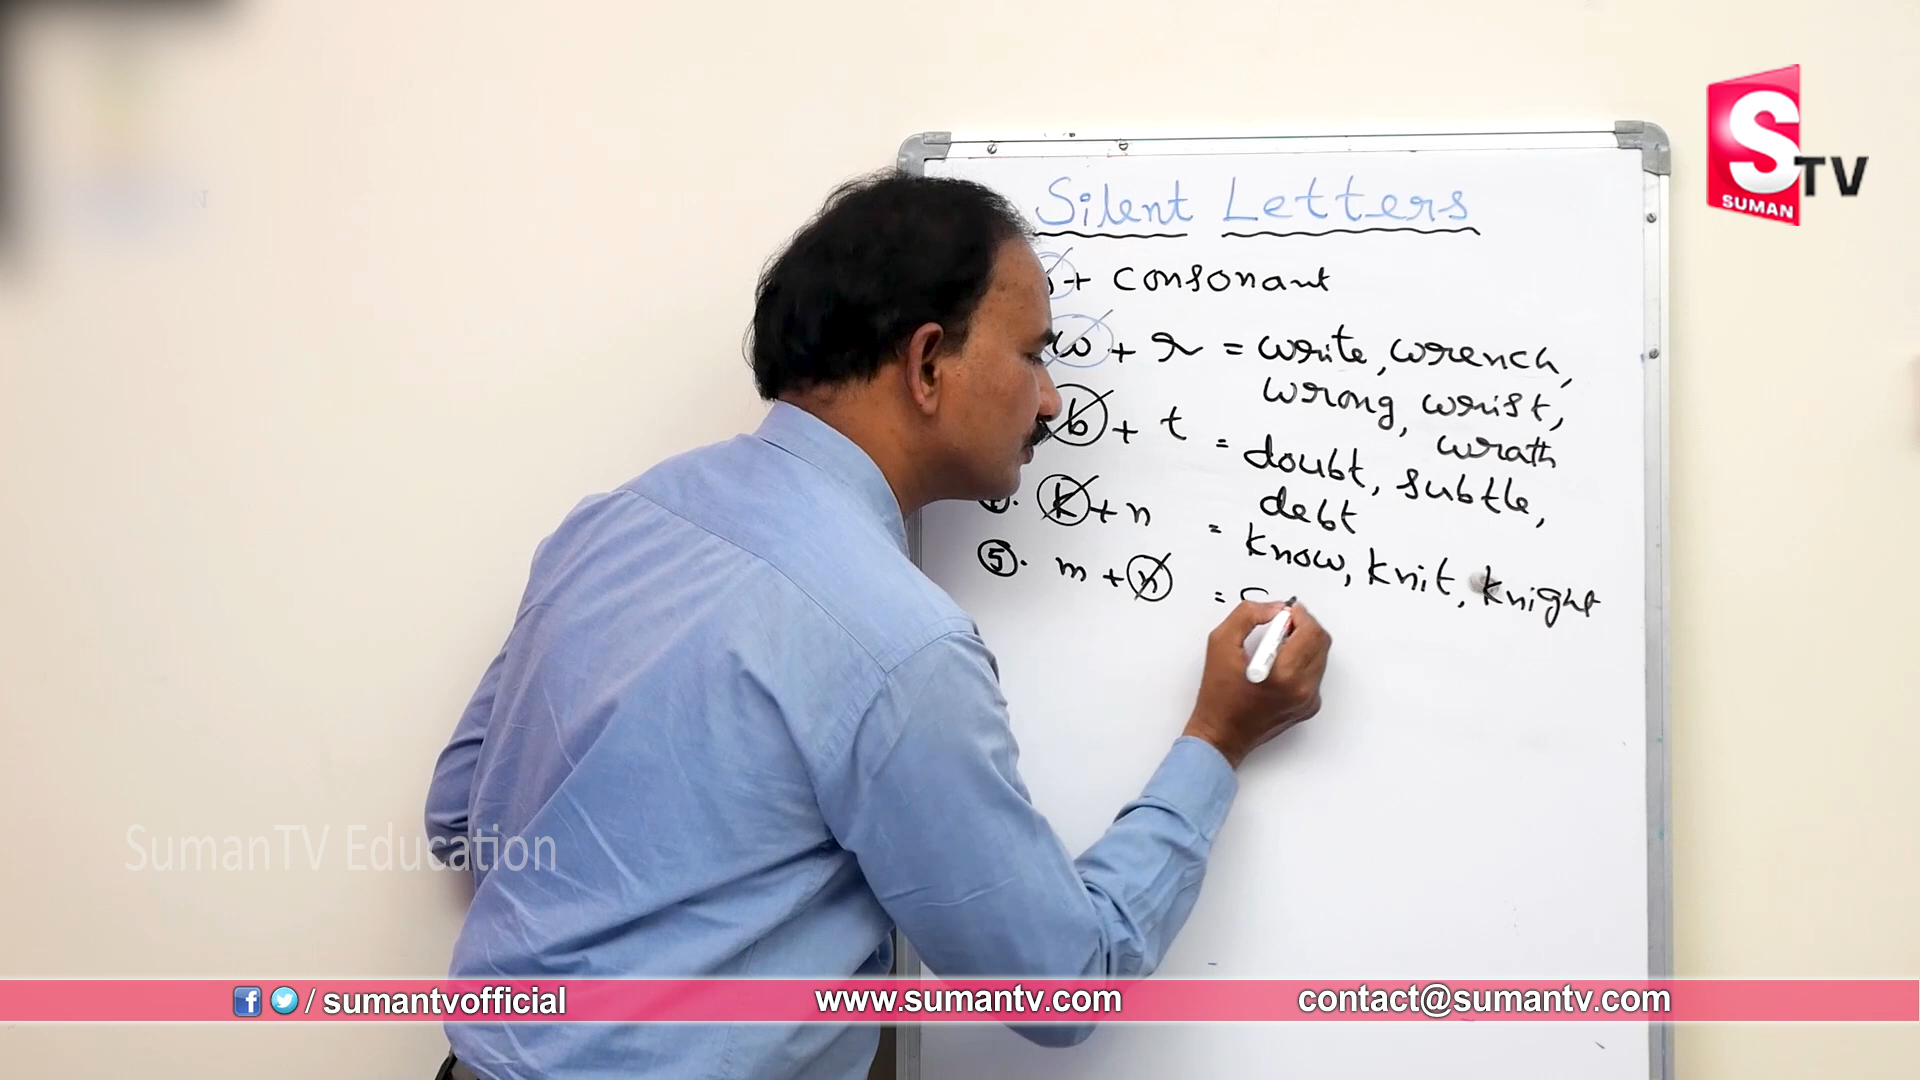 S
TV
SUMAN
Silent Letters
+ consonant
w + r = write, wrench,
wrong, wrist,
wrath
b + t = doubt, subtle,
debt
k + n = know, knit, knight
5. m + n =
SumanTV Education
/ sumantvofficial
www.sumantv.com
contact@sumantv.com